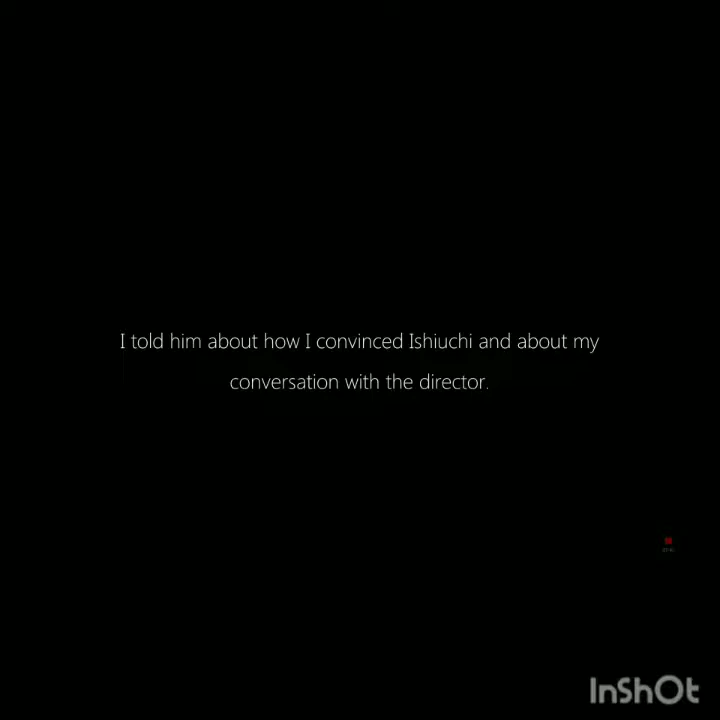 I told him about how I convinced Ishiuchi and about my
conversation with the director.
InShOt